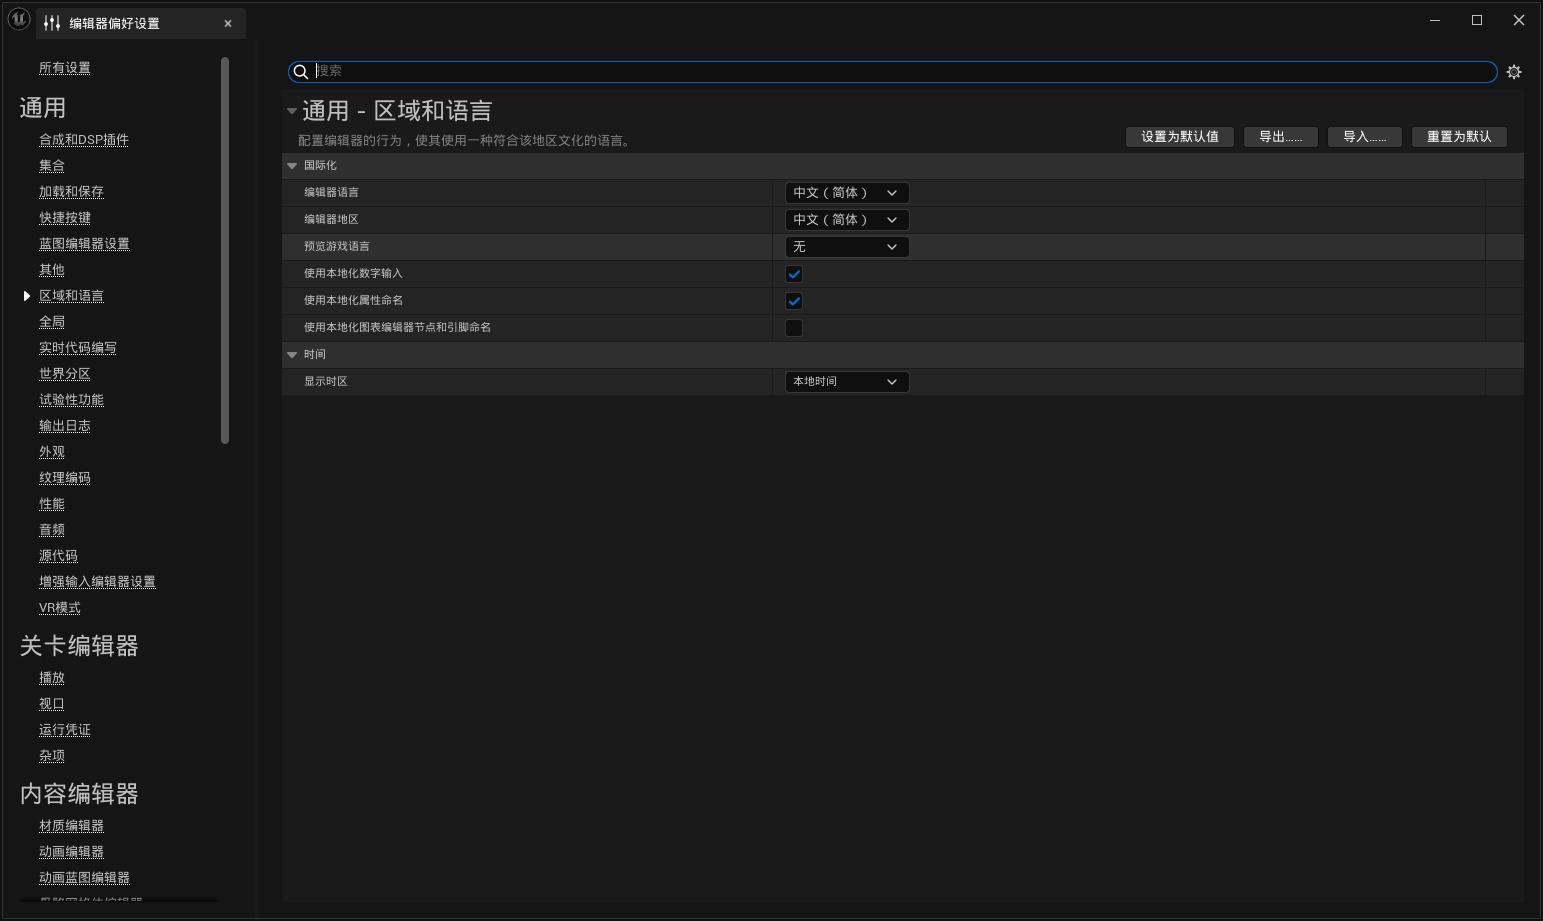 编辑器偏好设置
所有设置
通用
合成和DSP插件
集合
加载和保存
快捷按键
蓝图编辑器设置
其他
区域和语言
全局
实时代码编写
世界分区
试验性功能
输出日志
外观
纹理编码
性能
音频
源代码
增强输入编辑器设置
VR模式
关卡编辑器
播放
视口
运行凭证
杂项
内容编辑器
材质编辑器
动画编辑器
动画蓝图编辑器
搜索
通用 - 区域和语言
配置编辑器的行为，使其使用一种符合该地区文化的语言。
设置为默认值 导出...... 导入...... 重置为默认
国际化
编辑器语言 中文（简体）
编辑器地区 中文（简体）
预览游戏语言 无
使用本地化数字输入
使用本地化属性命名
使用本地化图表编辑器节点和引脚命名
时间
显示时区 本地时间